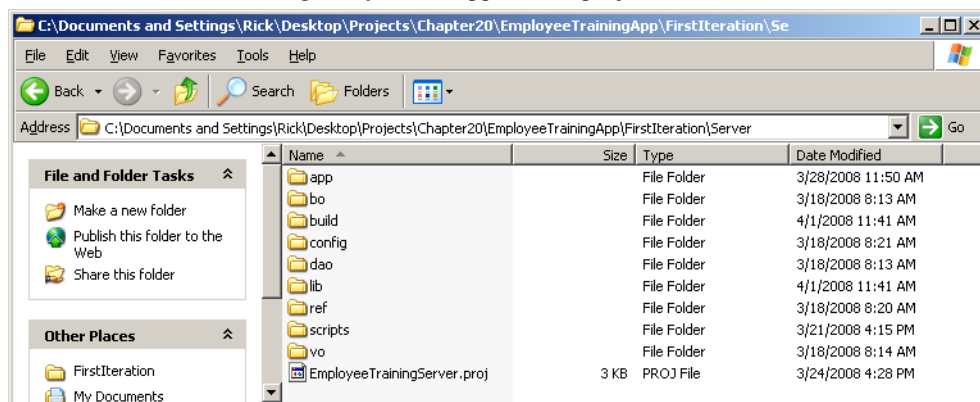 C:\Documents and Settings\Rick\Desktop\Projects\Chapter20\EmployeeTrainingApp\FirstIteration\Se
File Edit View Favorites Tools Help
Back Search Folders
Address C:\Documents and Settings\Rick\Desktop\Projects\Chapter20\EmployeeTrainingApp\FirstIteration\Server Go
Name Size Type Date Modified
File and Folder Tasks
Make a new folder
Publish this folder to the
Web
Share this folder
Other Places
FirstIteration
My Documents
app File Folder 3/28/2008 11:50 AM
bo File Folder 3/18/2008 8:13 AM
build File Folder 4/1/2008 11:41 AM
config File Folder 3/18/2008 8:21 AM
dao File Folder 3/18/2008 8:13 AM
lib File Folder 4/1/2008 11:41 AM
ref File Folder 3/18/2008 8:20 AM
scripts File Folder 3/21/2008 4:15 PM
vo File Folder 3/18/2008 8:14 AM
EmployeeTrainingServer.proj 3 KB PROJ File 3/24/2008 4:28 PM